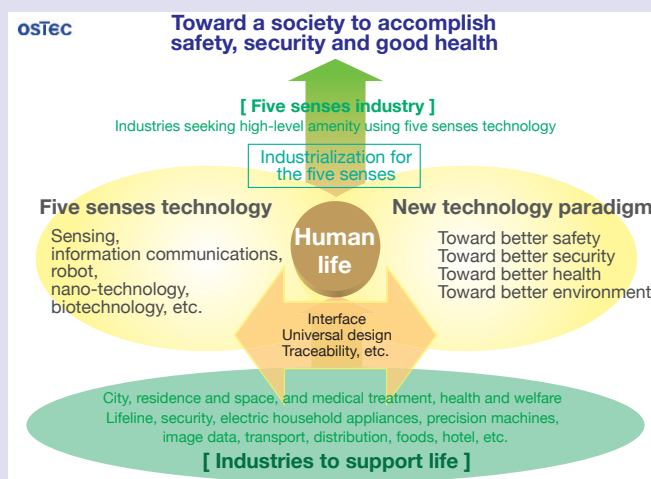 OSTEC
Toward a society to accomplish
safety, security and good health
[ Five senses industry ]
Industries seeking high-level amenity using five senses technology
Industrialization for
the five senses
Five senses technology
Sensing,
information communications,
robot,
nano-technology,
biotechnology, etc.
Human
life
New technology paradigm
Toward better safety
Toward better security
Toward better health
Toward better environment
Interface
Universal design
Traceability, etc.
City, residence and space, and medical treatment, health and welfare
Lifeline, security, electric household appliances, precision machines,
image data, transport, distribution, foods, hotel, etc.
[ Industries to support life ]